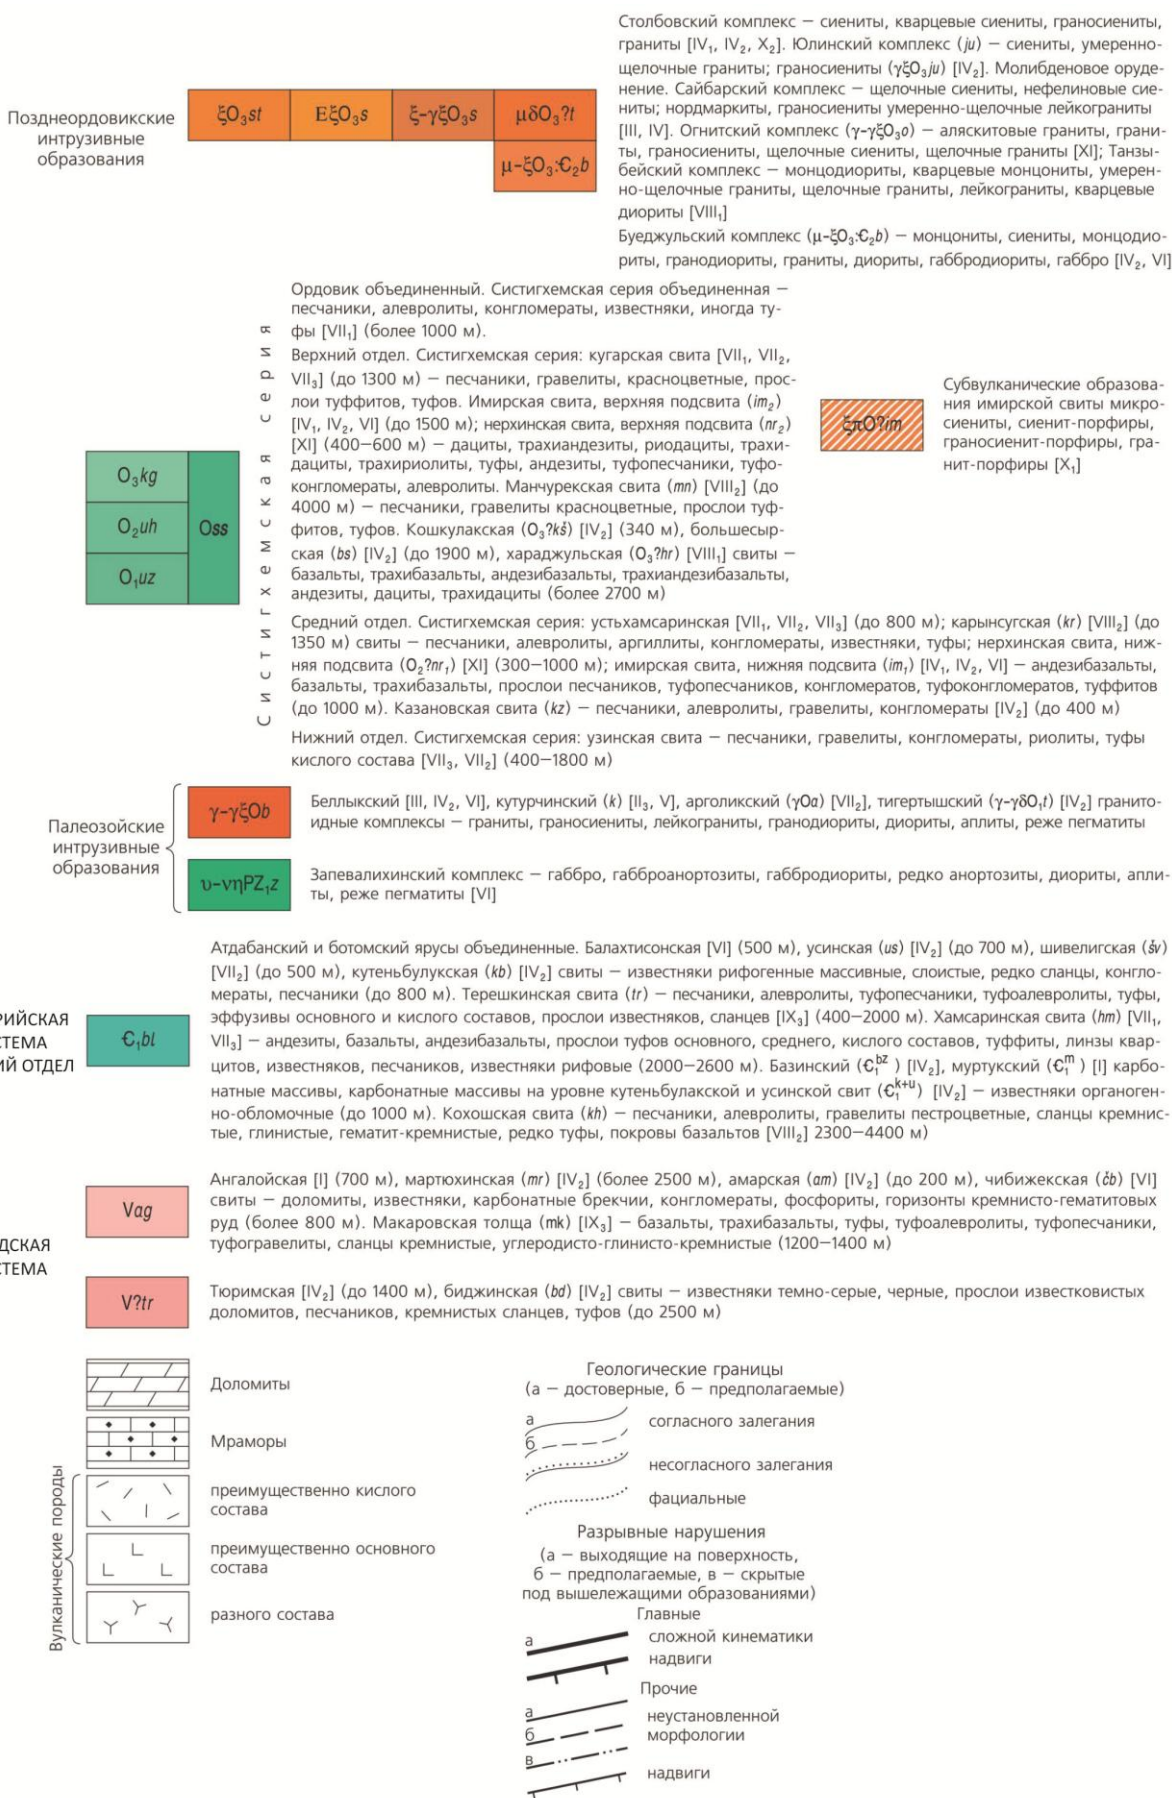 Столбовский комплекс — сиениты, кварцевые сиениты, граносиениты,
граниты [IV₁, IV₂, X₂]. Юлинский комплекс (ju) — сиениты, умеренно-
щелочные граниты; граносиениты (γξO₃ju) [IV₂]. Молибденовое оруде-
нение. Сайбарский комплекс — щелочные сиениты, нефелиновые сие-
ниты; нордмаркиты, граносиениты умеренно-щелочные лейкограниты
[III, IV]. Огнитский комплекс (γ-γξO₃o) — аляскитовые граниты, грани-
ты, граносиениты, щелочные сиениты, щелочные граниты [XI]; Танзы-
бейский комплекс — монцодиориты, кварцевые монцониты, умерен-
но-щелочные граниты, щелочные граниты, лейкограниты, кварцевые
диориты [VIII₁]
Буеджульский комплекс (μ-ξO₃:Є₂b) — монцониты, сиениты, монцодио-
риты, гранодиориты, граниты, диориты, габбродиориты, габбро [IV₂, VI]
Позднеордовикские
интрузивные
образования
ξO₃st
EξO₃s
ξ-γξO₃s
μδO₃?t
μ-ξO₃:Є₂b
Ордовик объединенный. Систигхемская серия объединенная —
песчаники, алевролиты, конгломераты, известняки, иногда ту-
фы [VII₁] (более 1000 м).
Верхний отдел. Систигхемская серия: кугарская свита [VII₁, VII₂,
VII₃] (до 1300 м) — песчаники, гравелиты, красноцветные, прос-
лои туффитов, туфов. Имирская свита, верхняя подсвита (im₂)
[IV₁, IV₂, VI] (до 1500 м); нерхинская свита, верхняя подсвита (nr₂)
[XI] (400—600 м) — дациты, трахиандезиты, риодациты, трахи-
дациты, трахириолиты, туфы, андезиты, туфопесчаники, туфо-
конгломераты, алевролиты. Манчурекская свита (mn) [VIII₂] (до
4000 м) — песчаники, гравелиты красноцветные, прослои туф-
фитов, туфов. Кошкулакская (O₃?kš) [IV₂] (340 м), большесыр-
ская (bs) [IV₂] (до 1900 м), хараджульская (O₃?hr) [VIII₁] свиты —
базальты, трахибазальты, андезибазальты, трахиандезибазальты,
андезиты, дациты, трахидациты (более 2700 м)
Средний отдел. Систигхемская серия: устьхамсаринская [VII₁, VII₂, VII₃] (до 800 м); карынсугская (kr) [VIII₂] (до
1350 м) свиты — песчаники, алевролиты, аргиллиты, конгломераты, известняки, туфы; нерхинская свита, ниж-
няя подсвита (O₂?nr₁) [XI] (300—1000 м); имирская свита, нижняя подсвита (im₁) [IV₁, IV₂, VI] — андезибазальты,
базальты, трахибазальты, прослои песчаников, туфопесчаников, конгломератов, туфоконгломератов, туффитов
(до 1000 м). Казановская свита (kz) — песчаники, алевролиты, гравелиты, конгломераты [IV₂] (до 400 м)
Нижний отдел. Систигхемская серия: узинская свита — песчаники, гравелиты, конгломераты, риолиты, туфы
кислого состава [VII₃, VII₂] (400—1800 м)
Систигхемская серия
O₃kg
O₂uh
O₁uz
Oss
ξπO?im
Субвулканические образова-
ния имирской свиты микро-
сиениты, сиенит-порфиры,
граносиенит-порфиры, гра-
нит-порфиры [X₁]
Палеозойские
интрузивные
образования
γ-γξOb
Беллыкский [III, IV₂, VI], кутурчинский (k) [II₃, V], арголикский (γOa) [VII₂], тигертышский (γ-γδO₁t) [IV₂] гранито-
идные комплексы — граниты, граносиениты, лейкограниты, гранодиориты, диориты, аплиты, реже пегматиты
υ-νηPZ₁z
Запевалихинский комплекс — габбро, габброанортозиты, габбродиориты, редко анортозиты, диориты, апли-
ты, реже пегматиты [VI]
РИЙСКАЯ
СТЕМА
ИЙ ОТДЕЛ
Є₁bl
Атдабанский и ботомский ярусы объединенные. Балахтисонская [VI] (500 м), усинская (us) [IV₂] (до 700 м), шивелигская (šv)
[VII₂] (до 500 м), кутеньбулукская (kb) [IV₂] свиты — известняки рифогенные массивные, слоистые, редко сланцы, конгло-
мераты, песчаники (до 800 м). Терешкинская свита (tr) — песчаники, алевролиты, туфопесчаники, туфоалевролиты, туфы,
эффузивы основного и кислого составов, прослои известняков, сланцев [IX₃] (400—2000 м). Хамсаринская свита (hm) [VII₁,
VII₃] — андезиты, базальты, андезибазальты, прослои туфов основного, среднего, кислого составов, туффиты, линзы квар-
цитов, известняков, песчаников, известняки рифовые (2000—2600 м). Базинский (Є₁ᵇᶻ) [IV₂], муртукский (Є₁ᵐ) [I] карбо-
натные массивы, карбонатные массивы на уровне кутеньбулакской и усинской свит (Є₁ᵏ⁺ᵘ) [IV₂] — известняки органоген-
но-обломочные (до 1000 м). Кохошская свита (kh) — песчаники, алевролиты, гравелиты пестроцветные, сланцы кремнис-
тые, глинистые, гематит-кремнистые, редко туфы, покровы базальтов [VIII₂] 2300—4400 м)
ДСКАЯ
СТЕМА
Vag
Ангалойская [I] (700 м), мартюхинская (mr) [IV₂] (более 2500 м), амарская (am) [IV₂] (до 200 м), чибижекская (čb) [VI]
свиты — доломиты, известняки, карбонатные брекчии, конгломераты, фосфориты, горизонты кремнисто-гематитовых
руд (более 800 м). Макаровская толща (mk) [IX₃] — базальты, трахибазальты, туфы, туфоалевролиты, туфопесчаники,
туфогравелиты, сланцы кремнистые, углеродисто-глинисто-кремнистые (1200—1400 м)
V?tr
Тюримская [IV₂] (до 1400 м), биджинская (bd) [IV₂] свиты — известняки темно-серые, черные, прослои известковистых
доломитов, песчаников, кремнистых сланцев, туфов (до 2500 м)
Доломиты
Мраморы
Вулканические породы
преимущественно кислого
состава
преимущественно основного
состава
разного состава
Геологические границы
(а — достоверные, б — предполагаемые)
а
согласного залегания
б
несогласного залегания
фациальные
Разрывные нарушения
(а — выходящие на поверхность,
б — предполагаемые, в — скрытые
под вышележащими образованиями)
Главные
а
сложной кинематики
надвиги
Прочие
а
неустановленной
морфологии
б
в
надвиги